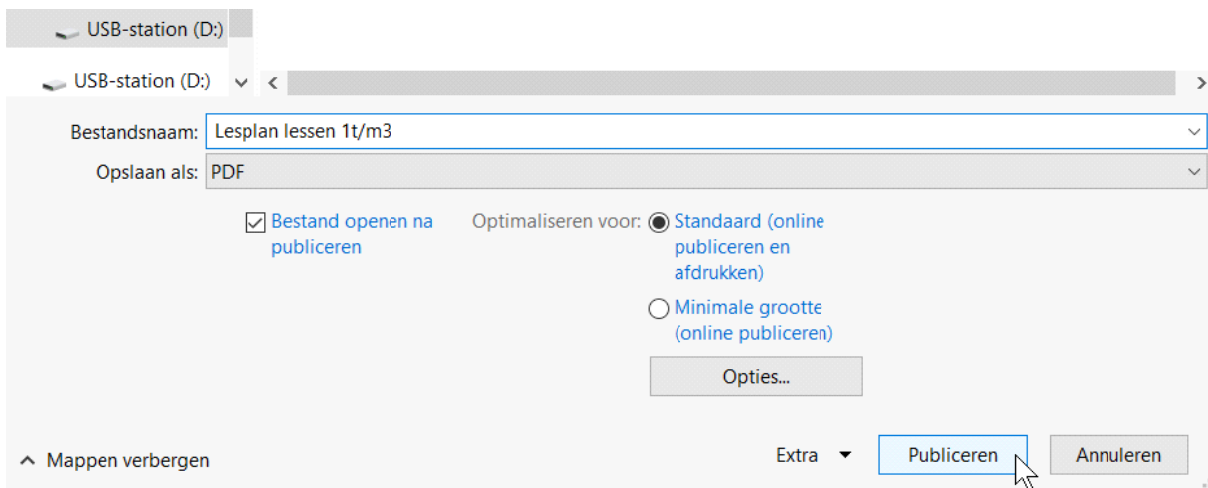 USB-station (D:)
USB-station (D:)
Bestandsnaam: Lesplan lessen 1t/m3
Opslaan als: PDF
Bestand openen na
publiceren
Optimaliseren voor: Standaard (online
publiceren en
afdrukken)
Minimale grootte
(online publiceren)
Opties...
Mappen verbergen
Extra
Publiceren
Annuleren